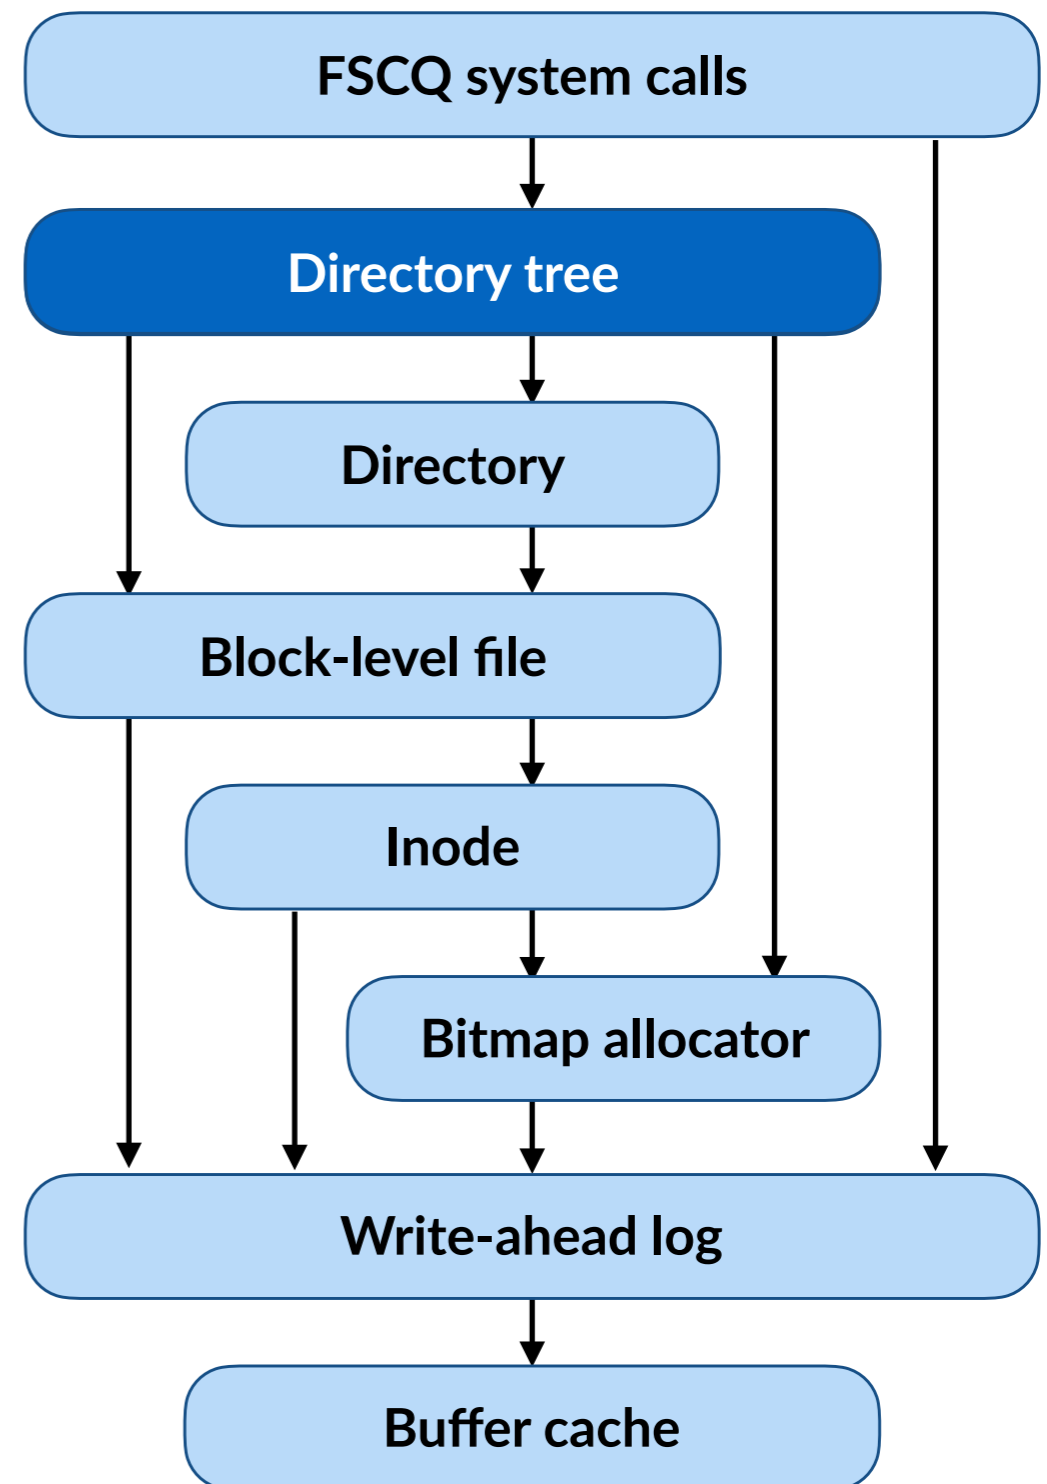 FSCQ system calls
Directory tree
Directory
Block-level file
Inode
Bitmap allocator
Write-ahead log
Buffer cache